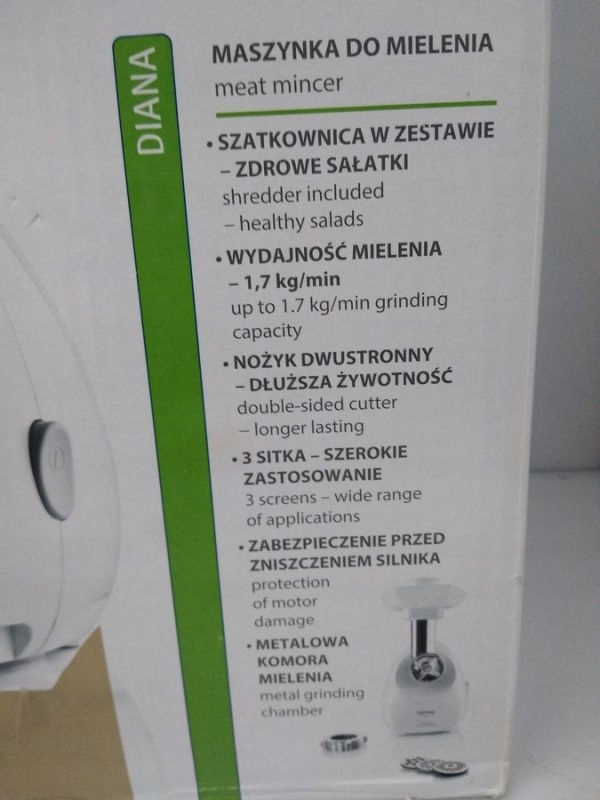 DIANA
MASZYNKA DO MIELENIA
meat mincer
• SZATKOWNICA W ZESTAWIE
– ZDROWE SAŁATKI
shredder included
– healthy salads
• WYDAJNOŚĆ MIELENIA
– 1,7 kg/min
up to 1.7 kg/min grinding
capacity
• NOŻYK DWUSTRONNY
– DŁUŻSZA ŻYWOTNOŚĆ
double-sided cutter
– longer lasting
• 3 SITKA – SZEROKIE
ZASTOSOWANIE
3 screens – wide range
of applications
• ZABEZPIECZENIE PRZED
ZNISZCZENIEM SILNIKA
protection
of motor
damage
• METALOWA
KOMORA
MIELENIA
metal grinding
chamber